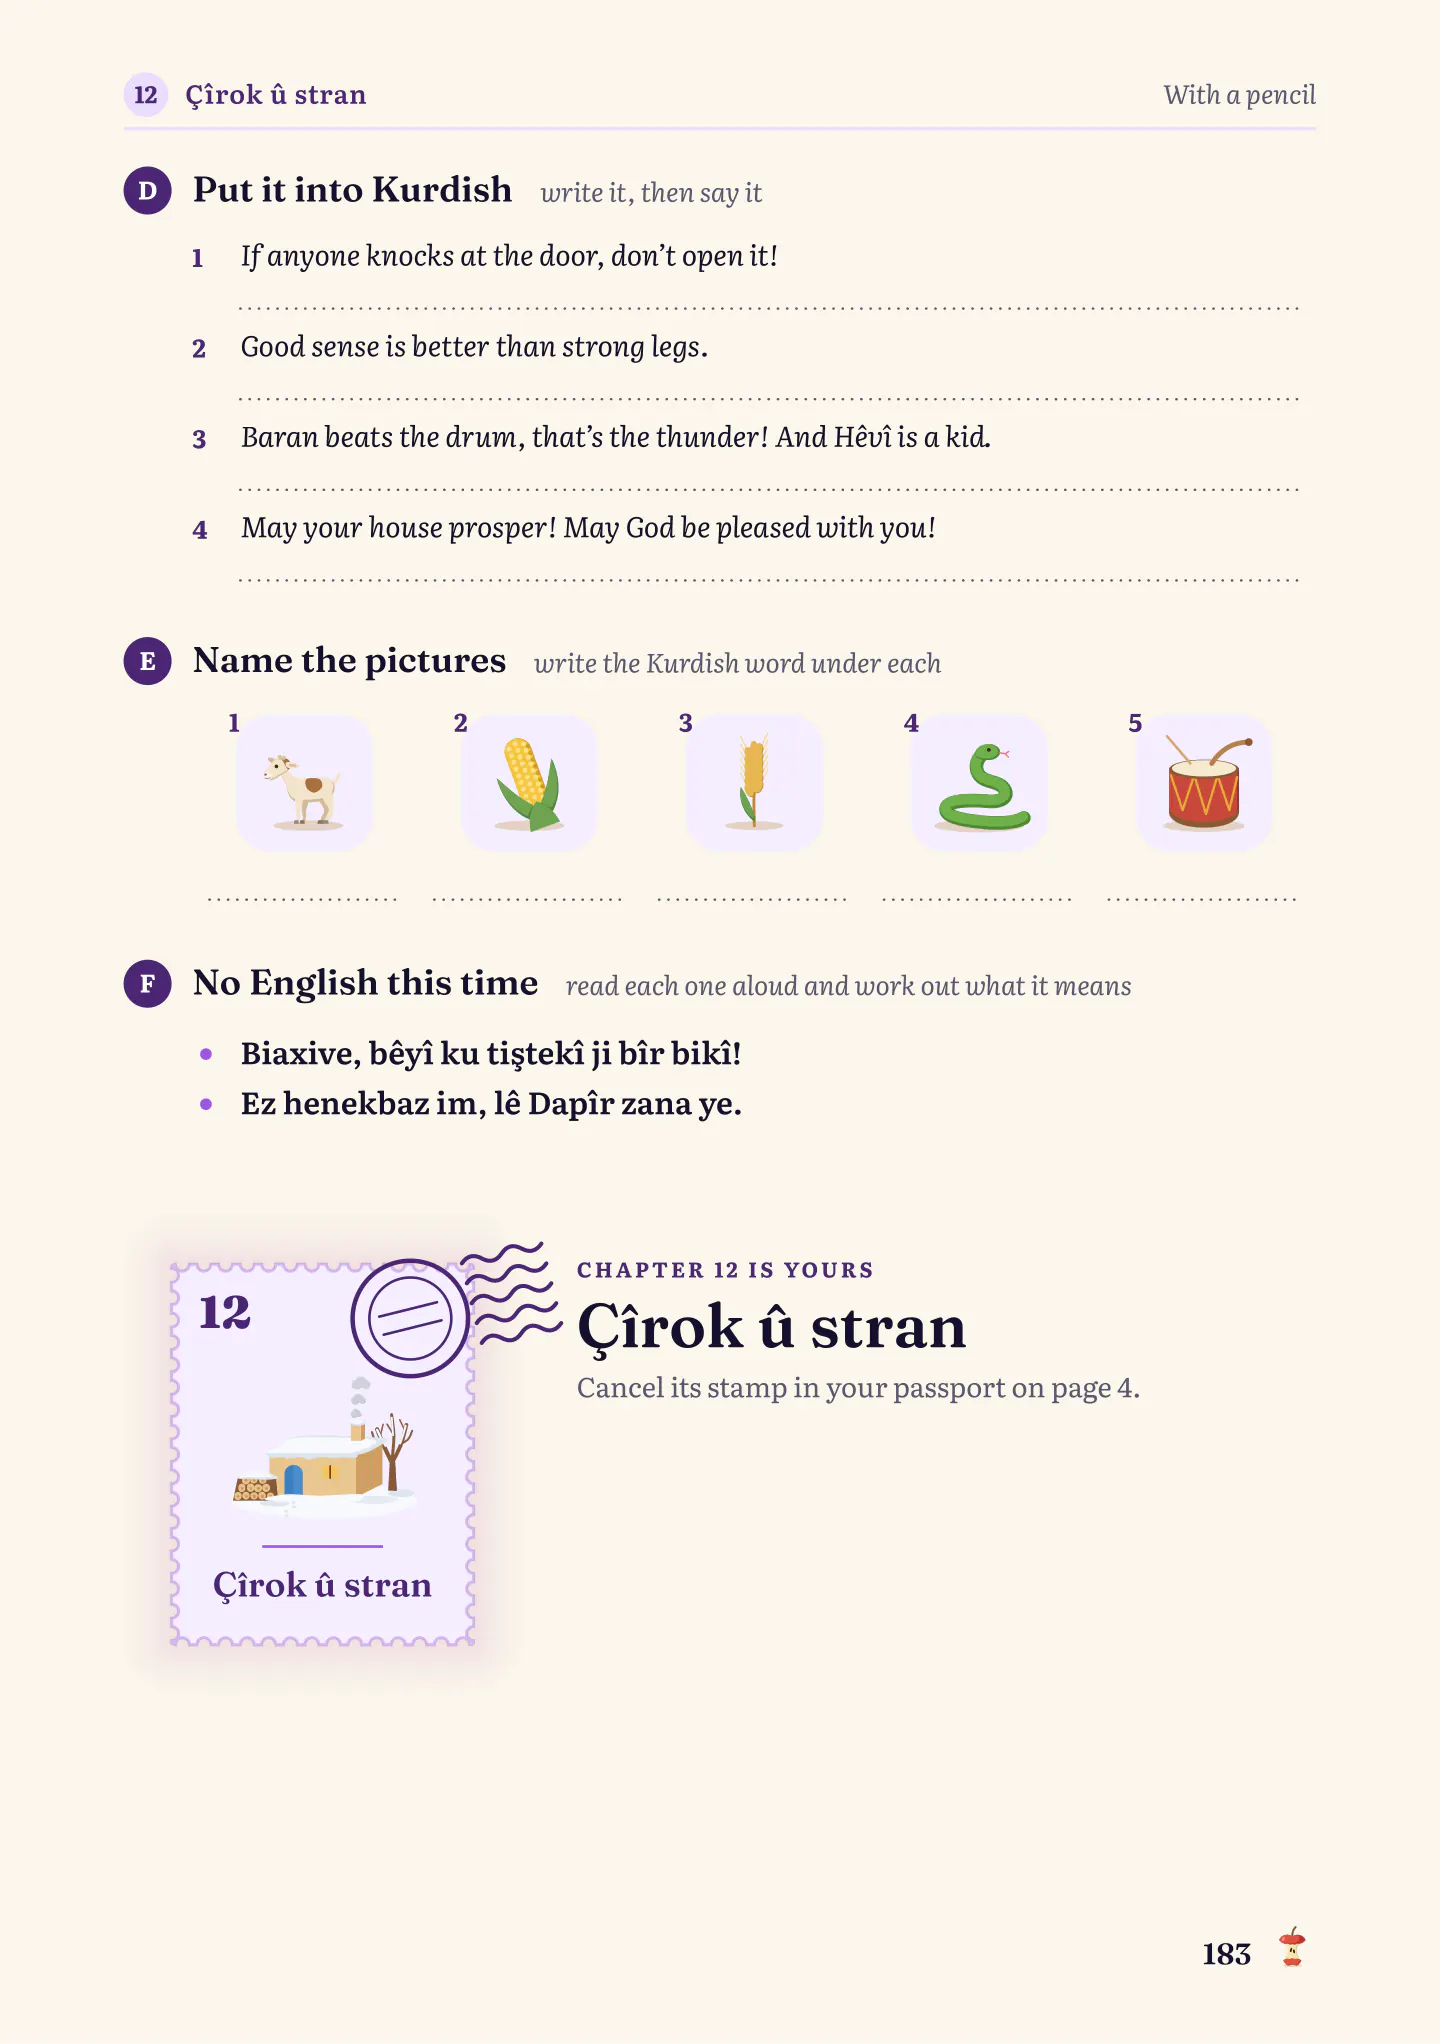 12 Çîrok û stran
With a pencil
D Put it into Kurdish write it, then say it
1 If anyone knocks at the door, don’t open it!
2 Good sense is better than strong legs.
3 Baran beats the drum, that’s the thunder! And Hêvî is a kid.
4 May your house prosper! May God be pleased with you!
E Name the pictures write the Kurdish word under each
1 2 3 4 5
F No English this time read each one aloud and work out what it means
• Biaxive, bêyî ku tiştekî ji bîr bikî!
• Ez henekbaz im, lê Dapîr zana ye.
12
Çîrok û stran
CHAPTER 12 IS YOURS
Çîrok û stran
Cancel its stamp in your passport on page 4.
183